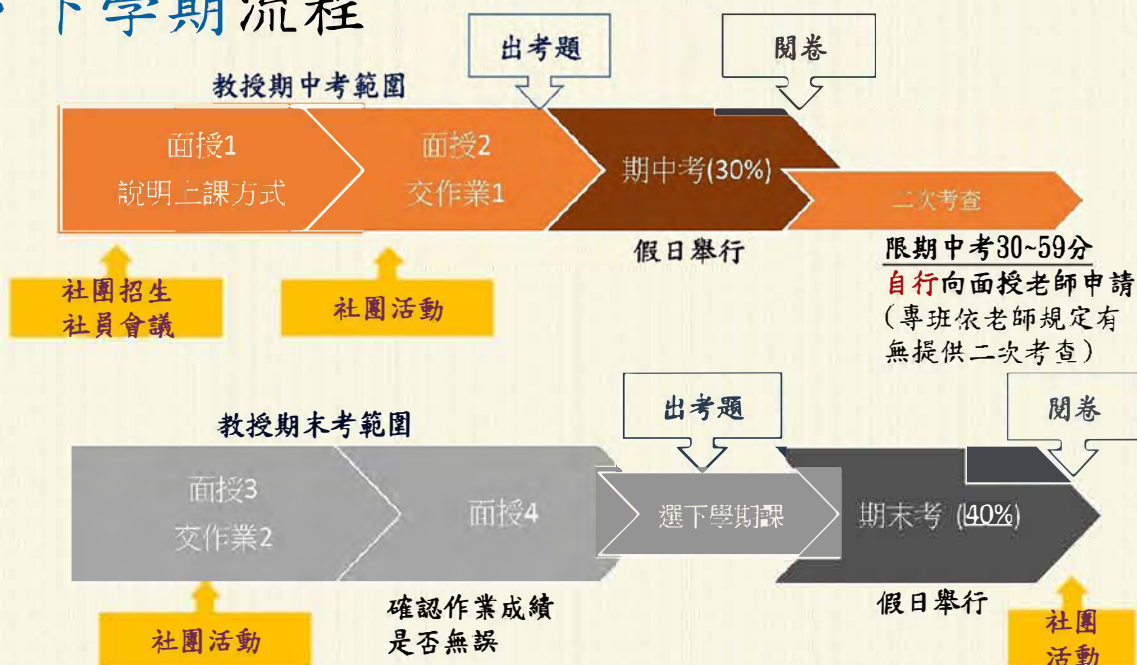 下學期流程
出考題
閱卷
教授期中考範圍
面授1
說明上課方式
面授2
交作業1
期中考(30%)
二次考查
假日舉行
限期中考30~59分
自行向面授老師申請
(專班依老師規定有
無提供二次考查)
社團招生
社員會議
社團活動
出考題
閱卷
教授期末考範圍
面授3
交作業2
面授4
選下學期課
期末考 (40%)
確認作業成績
是否無誤
假日舉行
社團活動
社團
活動